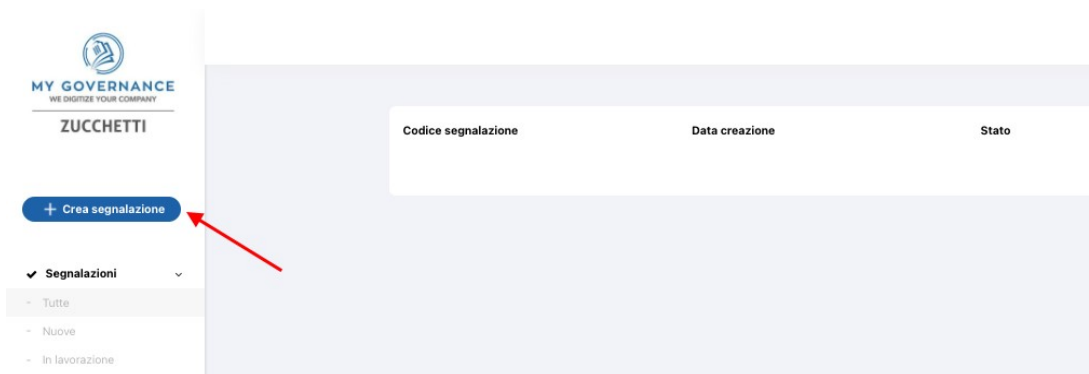 MY GOVERNANCE
WE DIGITIZE YOUR COMPANY
ZUCCHETTI
Codice segnalazione Data creazione Stato
+ Crea segnalazione
Segnalazioni
- Tutte
- Nuove
- In lavorazione